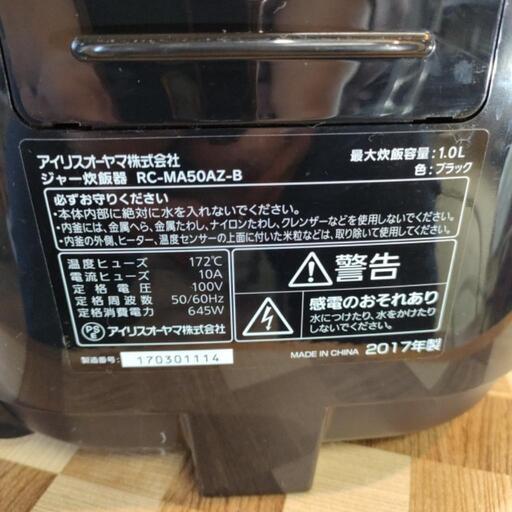 アイリスオーヤマ株式会社
ジャー炊飯器 RC-MA50AZ-B
最大炊飯容量:1.0L
色:ブラック
必ずお守りください
・本体内部に絶対に水を入れないでください。
・内釜には、金属へら、金属たわし、ナイロンたわし、クレンザーなどを使用しないでください。
・内釜の外側、ヒーター、温度センサーの上面に付いた米粒などは、取り除いて使用してください。
温度ヒューズ 172℃
電流ヒューズ 10A
定格電圧 100V
定格周波数 50/60Hz
定格消費電力 645W
PSE アイリスオーヤマ株式会社
製造番号: 170301114
警告
感電のおそれあり
水につけたり、水をかけたり
しないでください。
MADE IN CHINA 2017年製